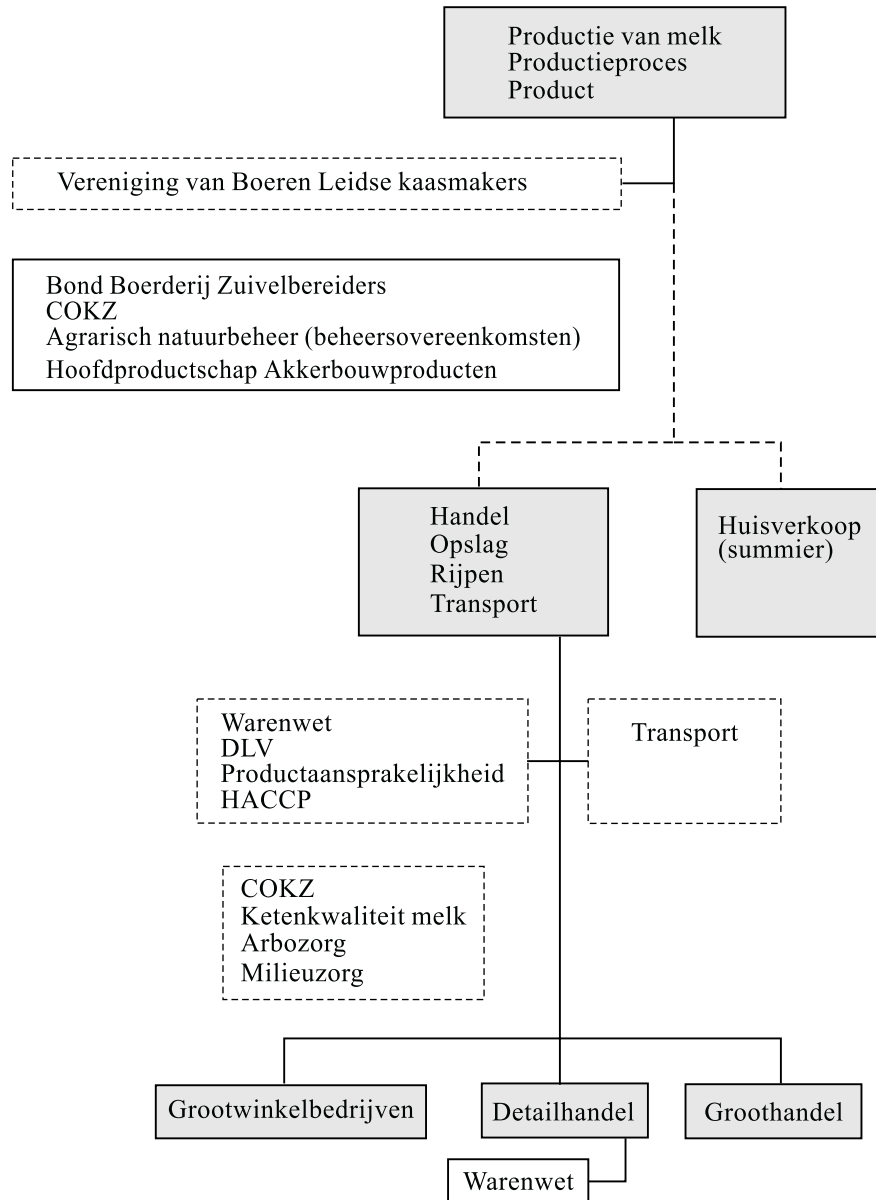 Productie van melk
Productieproces
Product
Vereniging van Boeren Leidse kaasmakers
Bond Boerderij Zuivelbereiders
COKZ
Agrarisch natuurbeheer (beheersovereenkomsten)
Hoofdproductschap Akkerbouwproducten
Handel
Opslag
Rijpen
Transport
Huisverkoop
(summier)
Warenwet
DLV
Productaansprakelijkheid
HACCP
Transport
COKZ
Ketenkwaliteit melk
Arbozorg
Milieuzorg
Grootwinkelbedrijven
Detailhandel
Groothandel
Warenwet